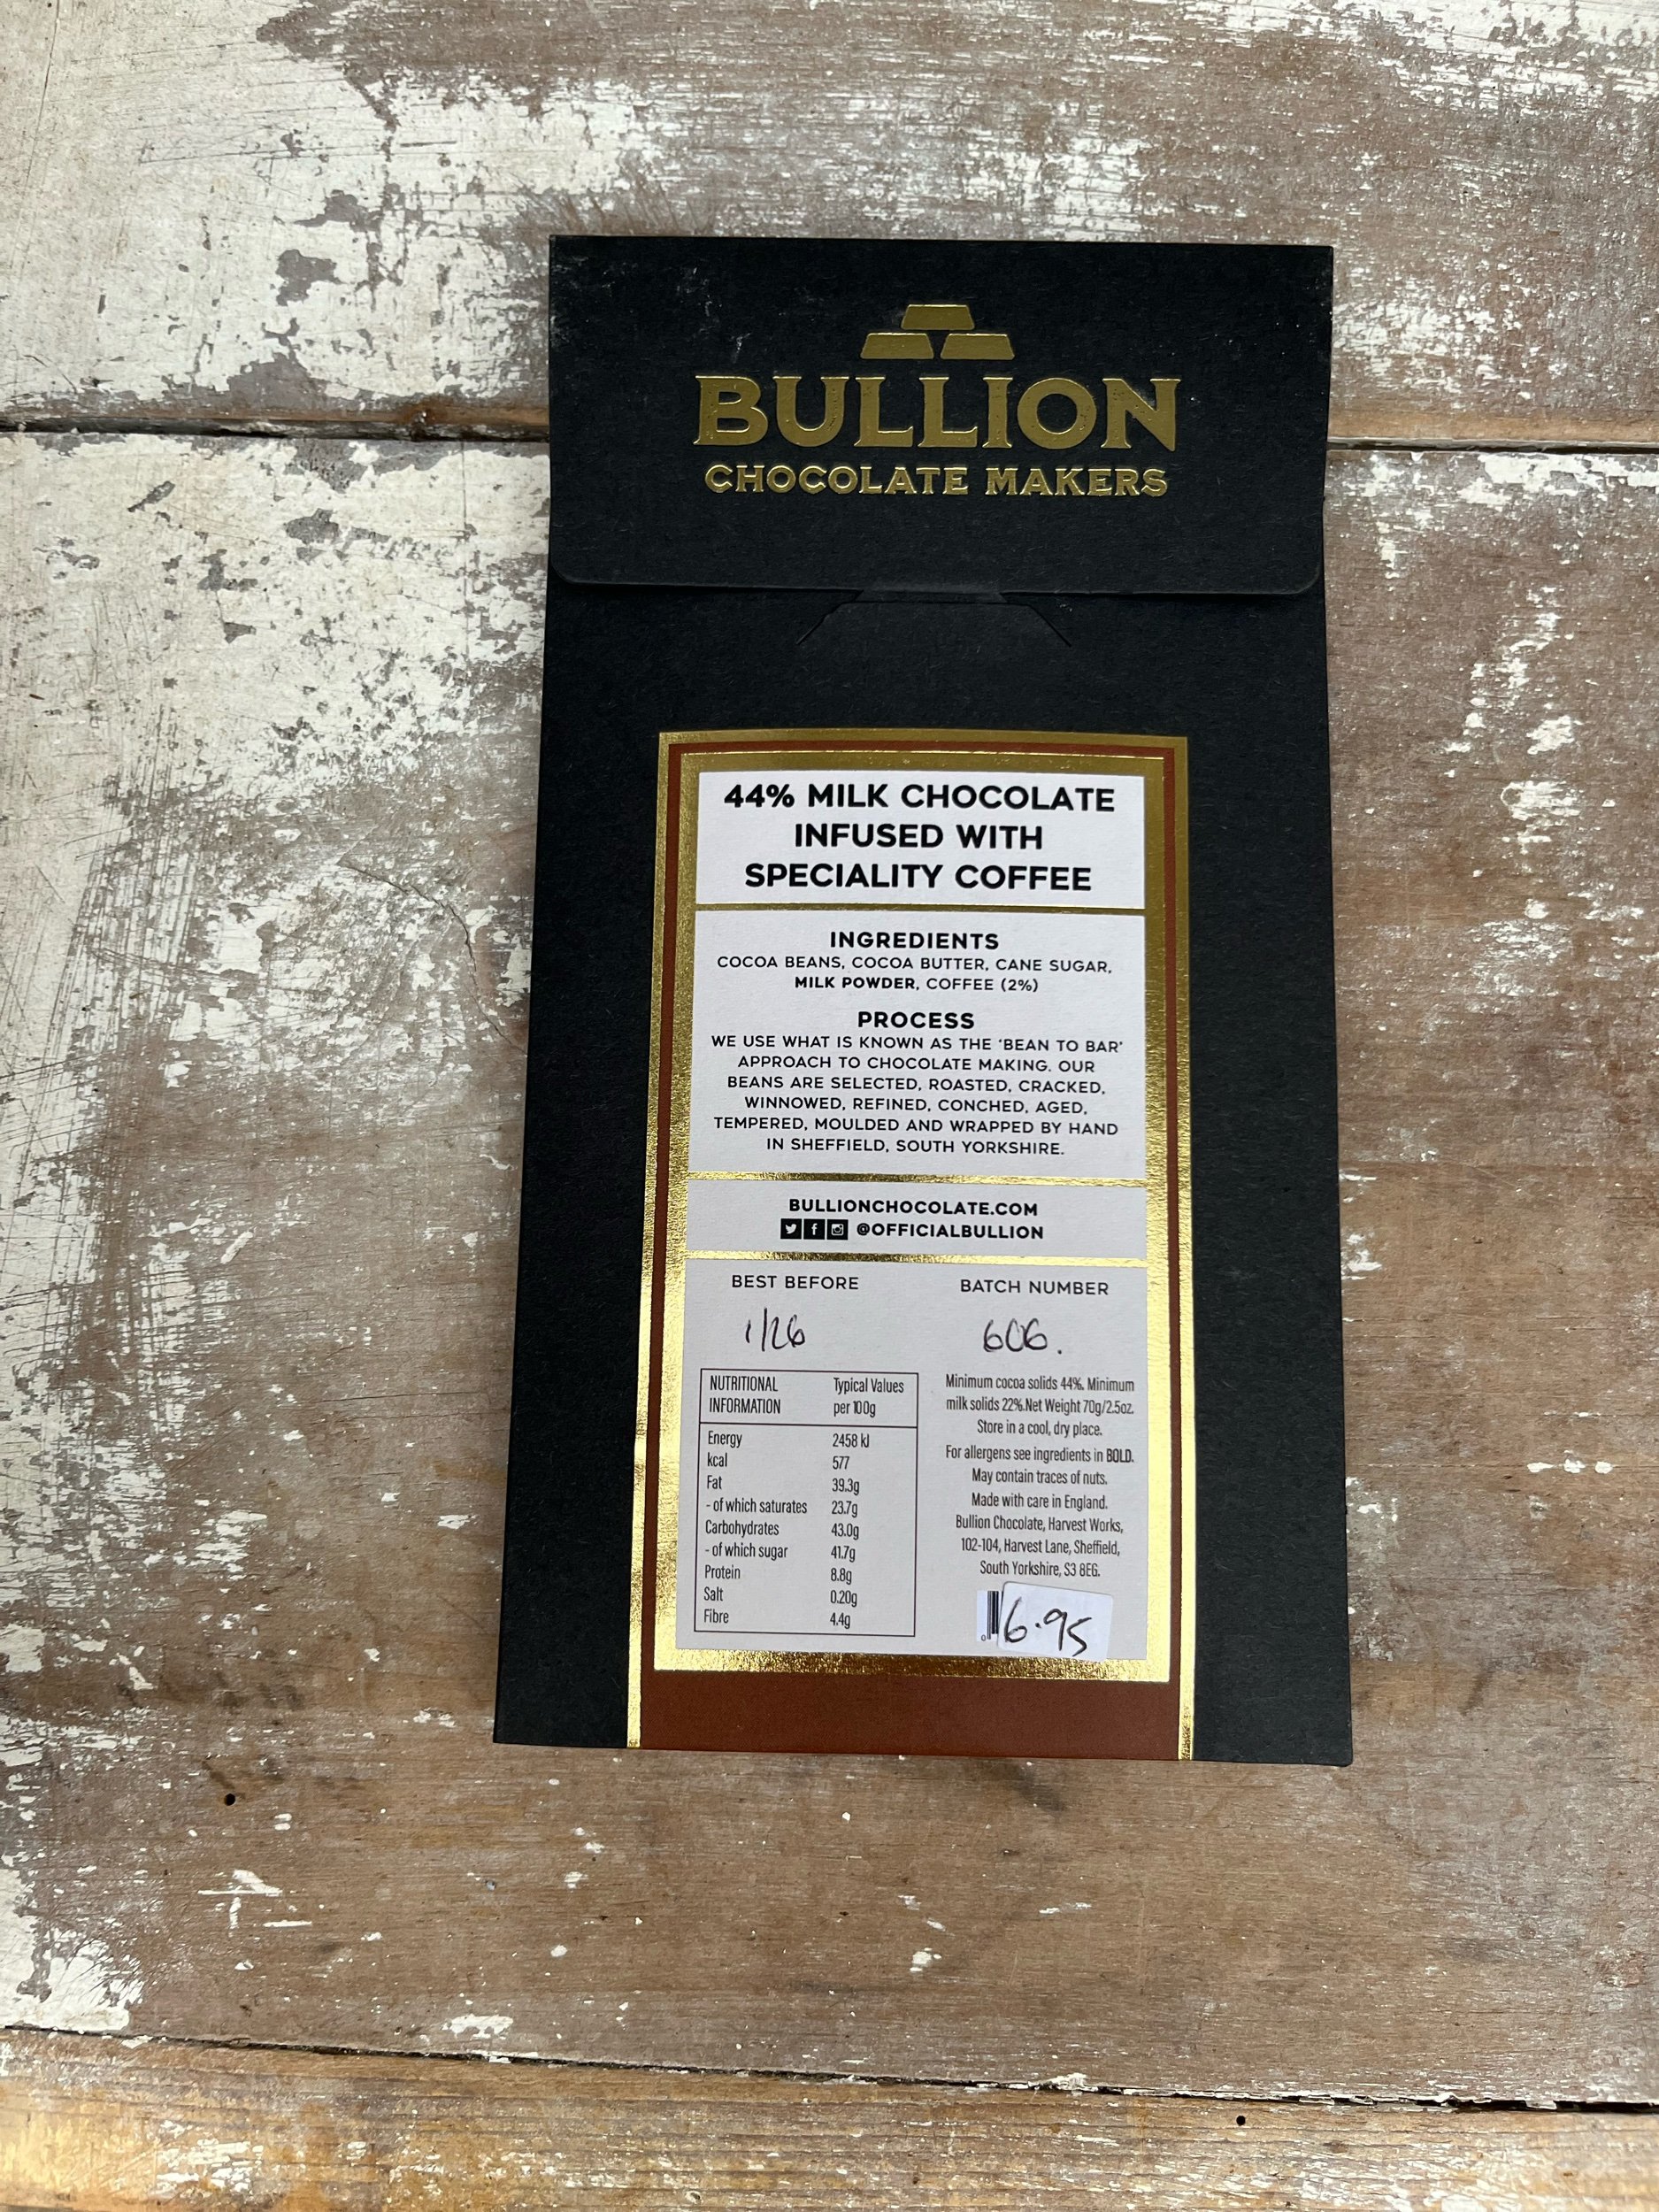 BULLION
CHOCOLATE MAKERS
44% MILK CHOCOLATE
INFUSED WITH
SPECIALITY COFFEE
INGREDIENTS
COCOA BEANS, COCOA BUTTER, CANE SUGAR,
MILK POWDER, COFFEE (2%)
PROCESS
WE USE WHAT IS KNOWN AS THE 'BEAN TO BAR'
APPROACH TO CHOCOLATE MAKING. OUR
BEANS ARE SELECTED, ROASTED, CRACKED,
WINNOWED, REFINED, CONCHED, AGED,
TEMPERED, MOULDED AND WRAPPED BY HAND
IN SHEFFIELD, SOUTH YORKSHIRE.
BULLIONCHOCOLATE.COM
@OFFICIALBULLION
BEST BEFORE
1/26
BATCH NUMBER
606.
NUTRITIONAL INFORMATION Typical Values per 100g
Energy 2458 kJ
kcal 577
Fat 39.3g
- of which saturates 23.7g
Carbohydrates 43.0g
- of which sugar 41.7g
Protein 8.8g
Salt 0.20g
Fibre 4.4g
Minimum cocoa solids 44%. Minimum
milk solids 22%.Net Weight 70g/2.5oz.
Store in a cool, dry place.
For allergens see ingredients in BOLD.
May contain traces of nuts.
Made with care in England.
Bullion Chocolate, Harvest Works,
102-104, Harvest Lane, Sheffield,
South Yorkshire, S3 8EG.
0
6.95